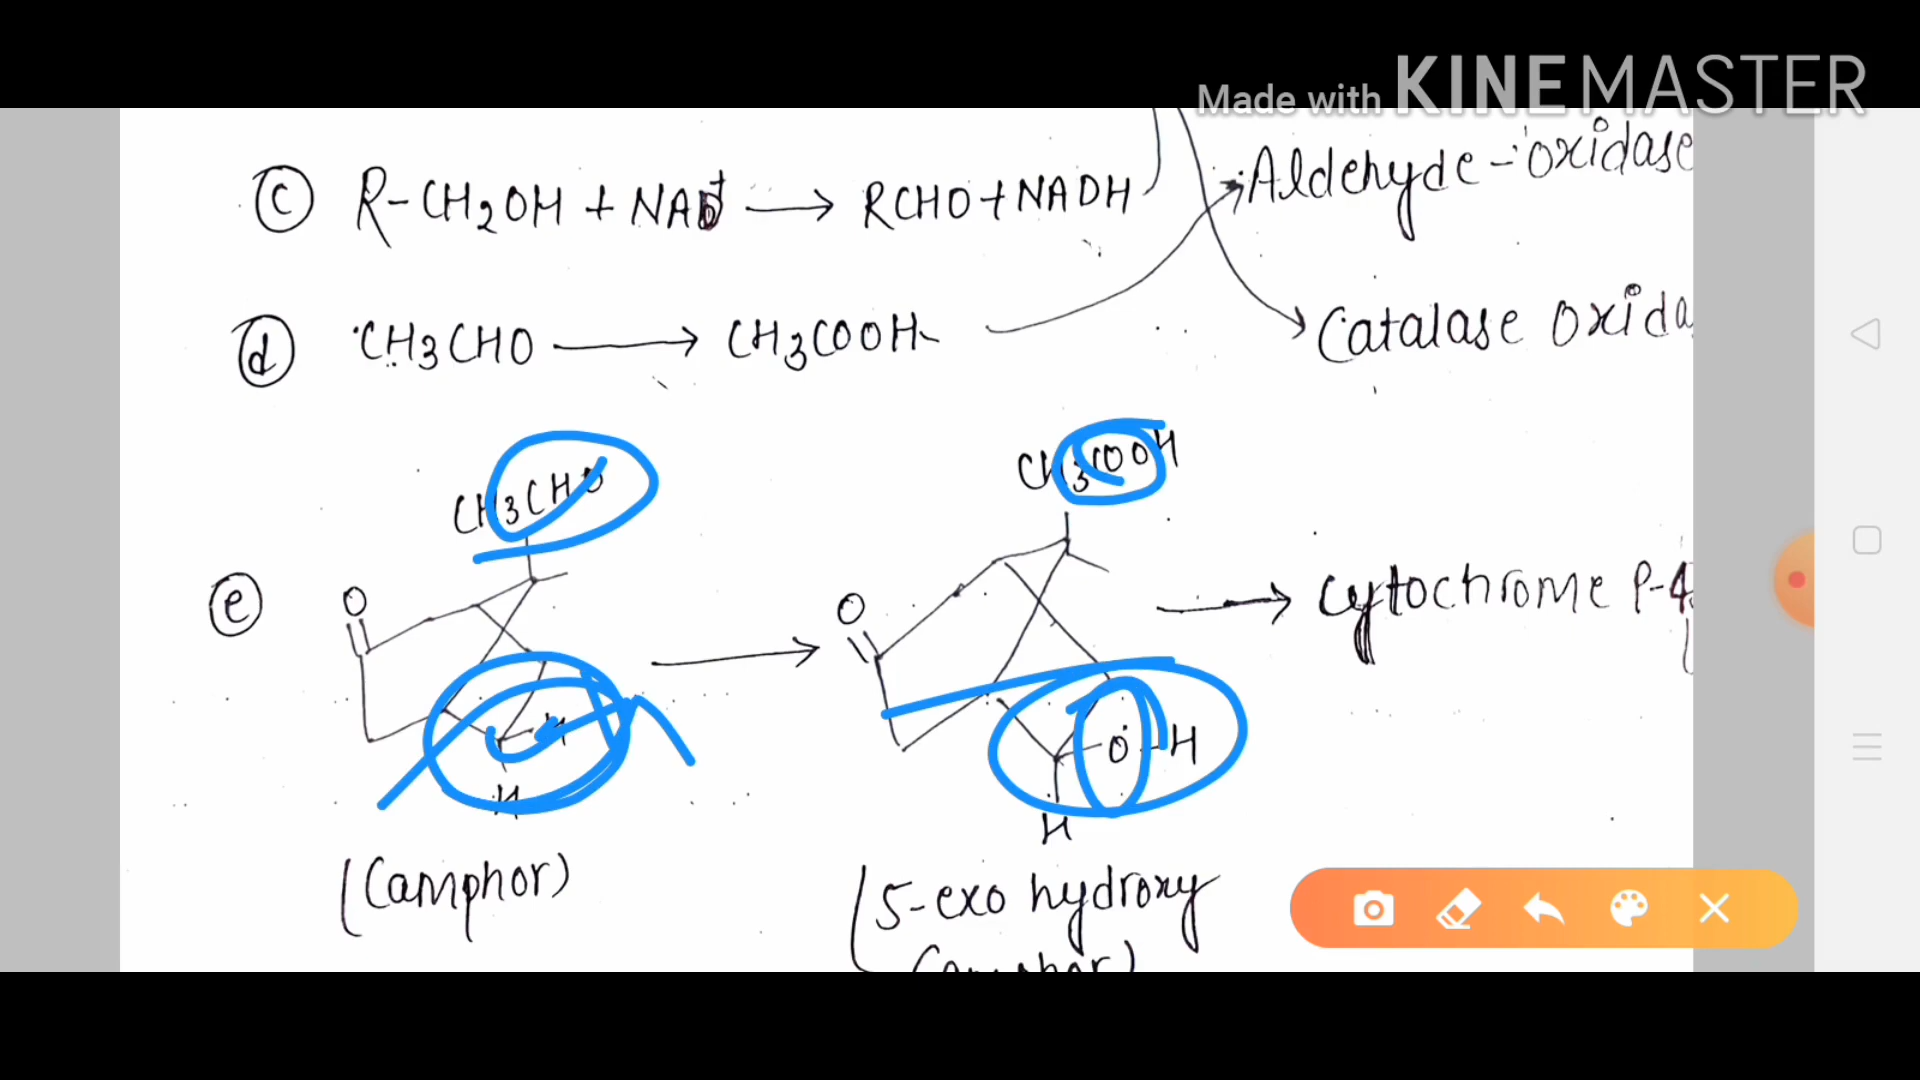 Made with KINEMASTER
(c) R-CH2OH + NAD+ → RCHO+NADH
Aldehyde-oxidase
(d) CH3CHO → CH3COOH
Catalase Oxida
CH3CHO
CH3COOH
(e)
O
O
→ Cytochrome P-4
H
H
O-H
H
(Camphor)
(5-exo hydroxy
Camphor)